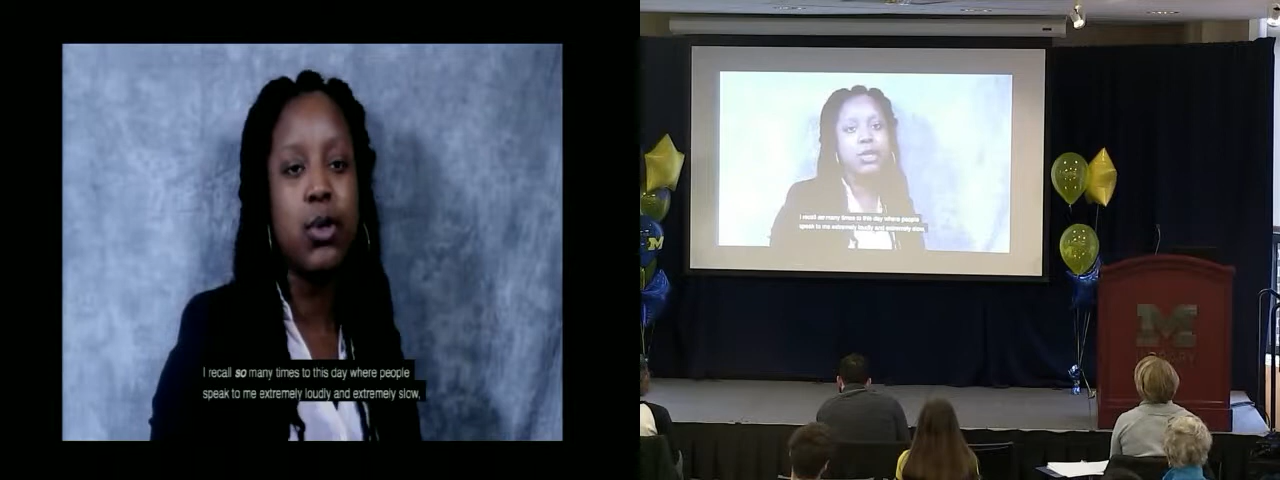 I recall so many times to this day where people
speak to me extremely loudly and extremely slow,
I recall so many times to this day where people
speak to me extremely loudly and extremely slow,
M
M